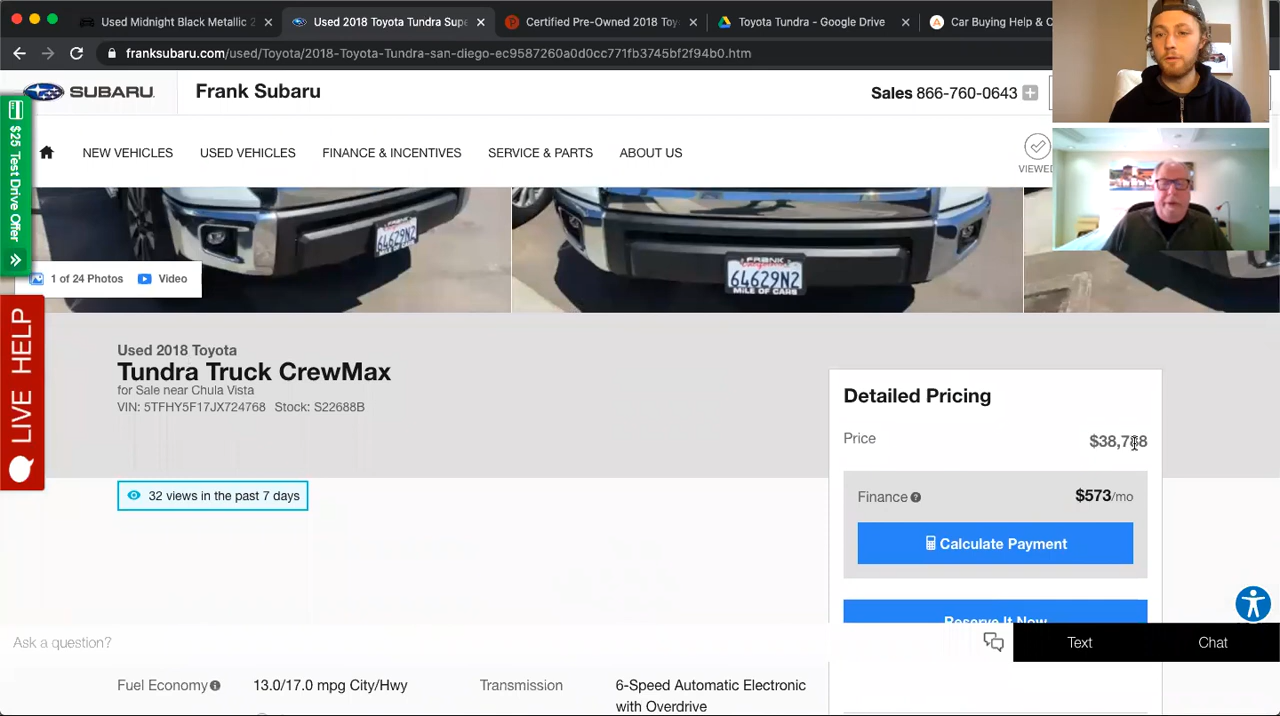 Used Midnight Black Metallic 2
Used 2018 Toyota Tundra Supe
Certified Pre-Owned 2018 Toy
Toyota Tundra - Google Drive
Car Buying Help & C
franksubaru.com/used/Toyota/2018-Toyota-Tundra-san-diego-ec9587260a0d0cc771fb3745bf2f94b0.htm
SUBARU
Frank Subaru
Sales 866-760-0643
NEW VEHICLES
USED VEHICLES
FINANCE & INCENTIVES
SERVICE & PARTS
ABOUT US
VIEWED
$25 Test Drive Offer
64629N2
FRANK
64629N2
MILE OF CARS
1 of 24 Photos
Video
LIVE HELP
Used 2018 Toyota
Tundra Truck CrewMax
for Sale near Chula Vista
VIN: 5TFHY5F17JX724768 Stock: S22688B
32 views in the past 7 days
Detailed Pricing
Price
Finance
$573/mo
Calculate Payment
Reserve It Now
Ask a question?
Text
Chat
Fuel Economy
13.0/17.0 mpg City/Hwy
Transmission
6-Speed Automatic Electronic
with Overdrive